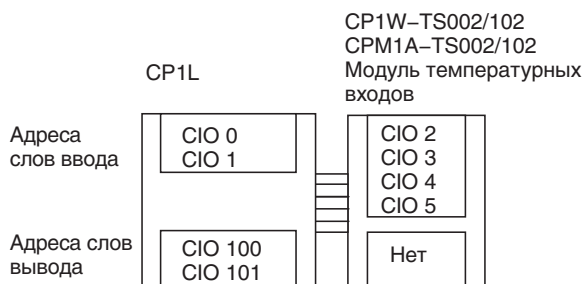 CP1W–TS002/102
CPM1A–TS002/102
Модуль температурных
входов
CP1L
Адреса
слов ввода
CIO 0
CIO 1
CIO 2
CIO 3
CIO 4
CIO 5
Адреса слов
вывода
CIO 100
CIO 101
Нет